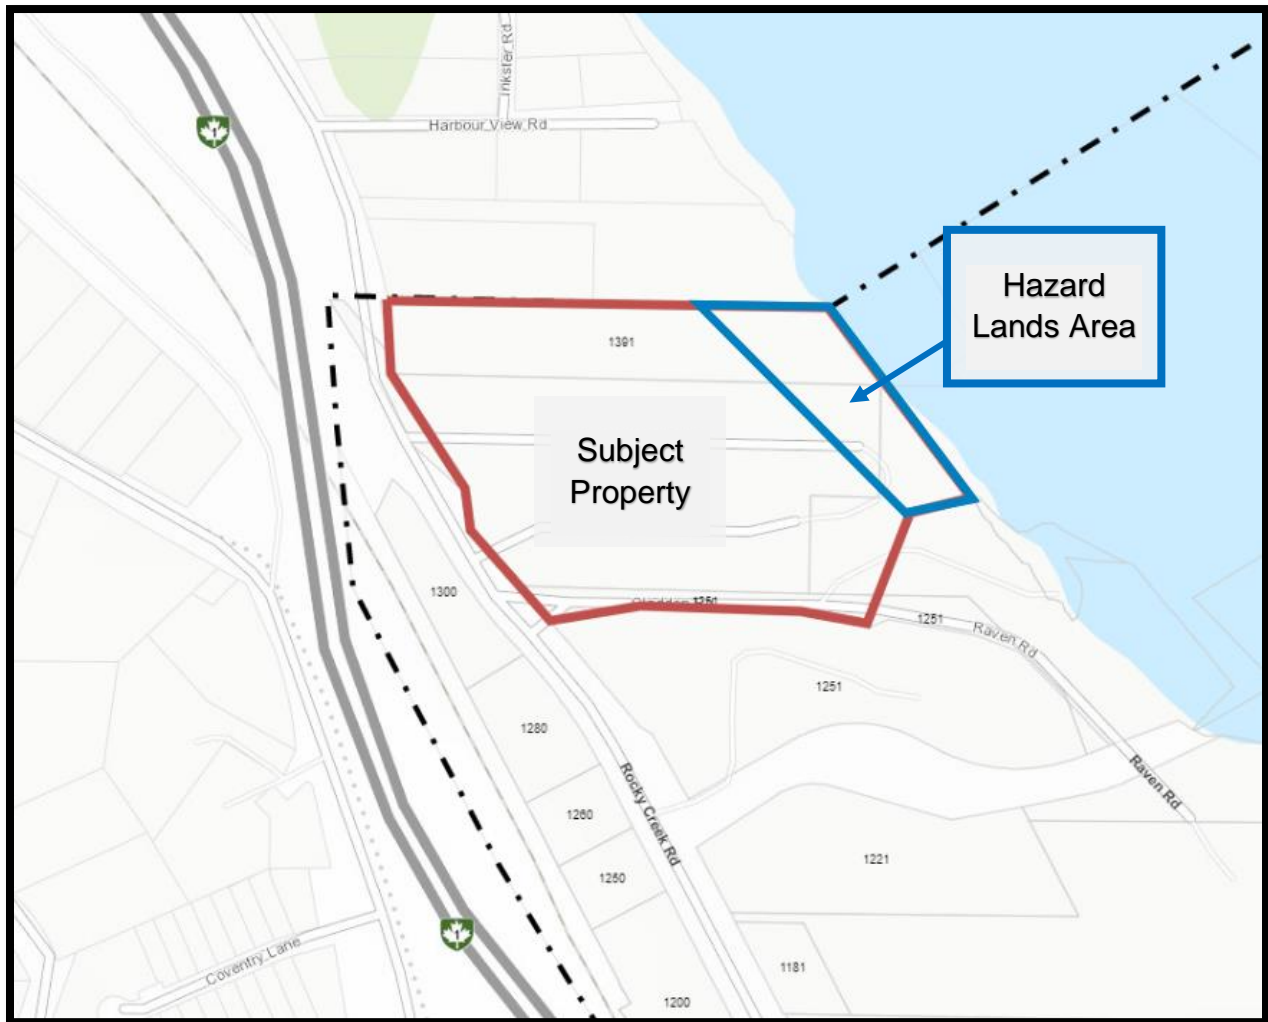 Inkster Rd
1
Harbour View Rd
Hazard
Lands Area
1391
Subject
Property
1300
1251
1251
Raven Rd
1251
1280
Raven Rd
Rocky Creek Rd
1260
1221
1250
1
Coventry Lane
1181
1200